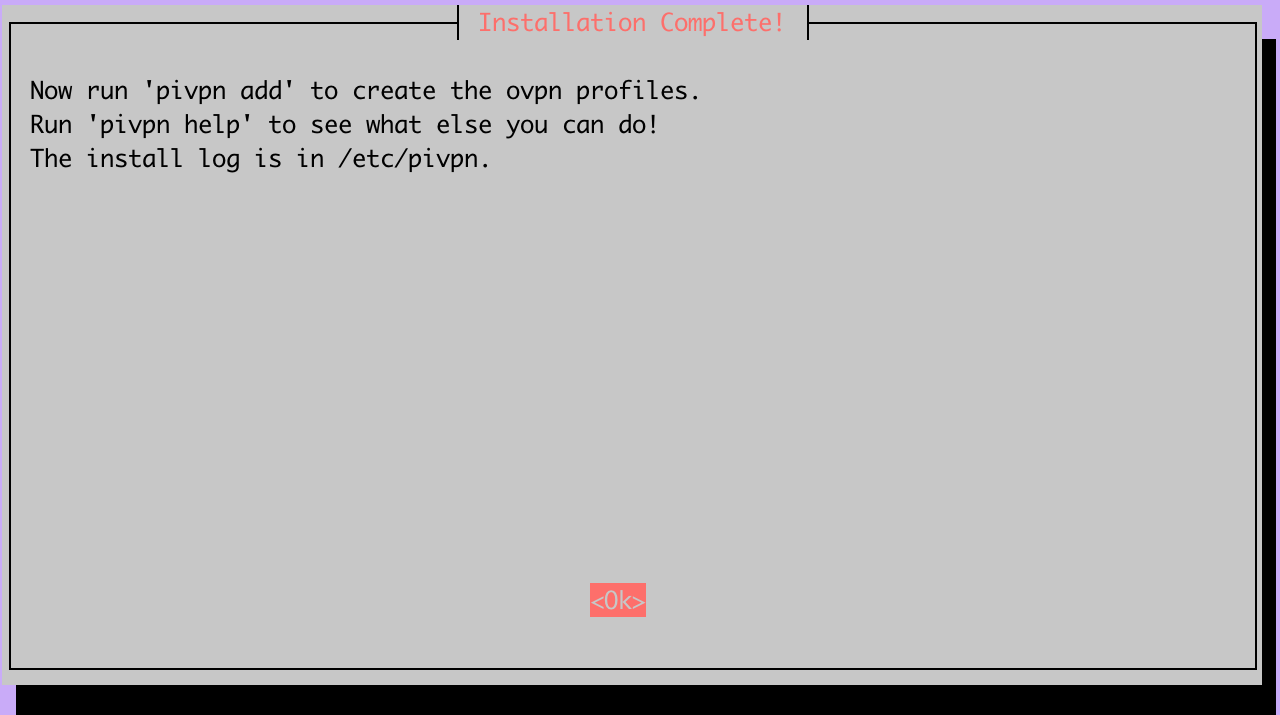 Installation Complete!
Now run 'pivpn add' to create the ovpn profiles.
Run 'pivpn help' to see what else you can do!
The install log is in /etc/pivpn.
<Ok>